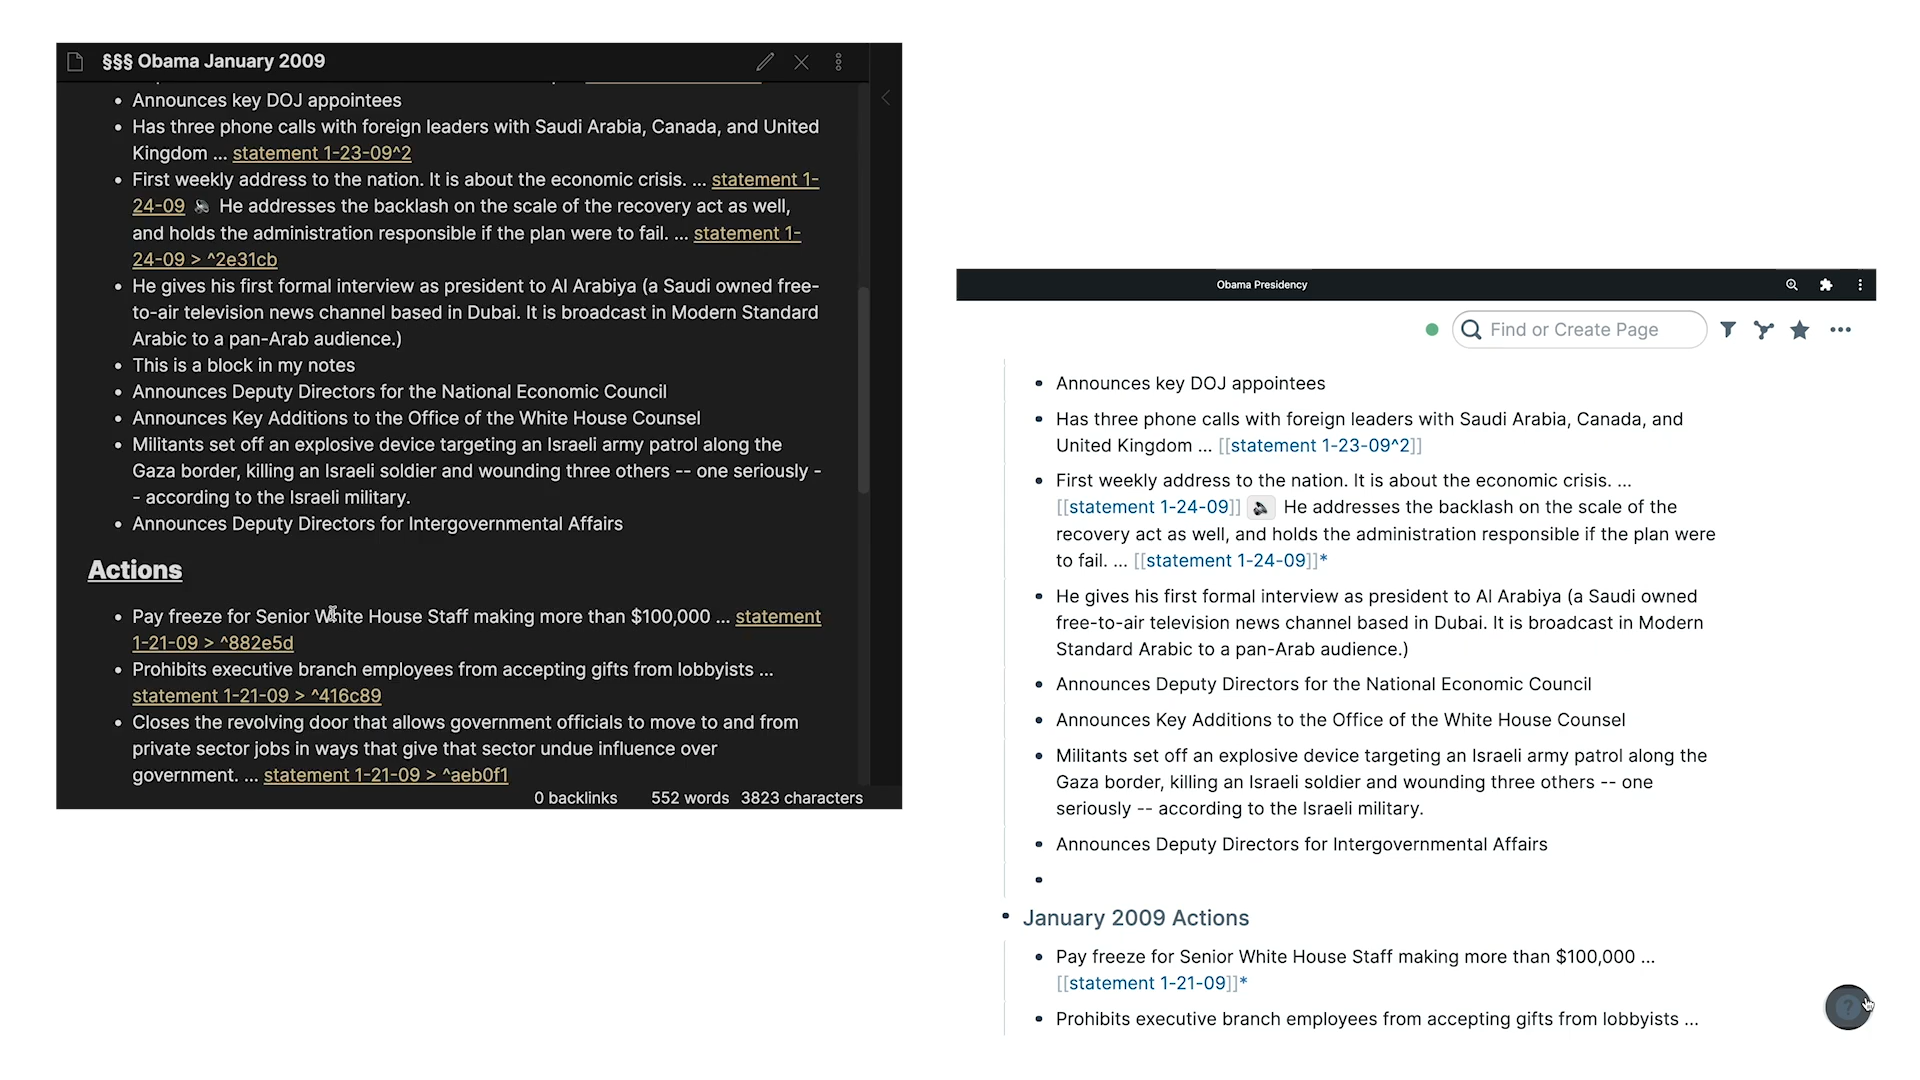 §§§ Obama January 2009
• Announces key DOJ appointees
• Has three phone calls with foreign leaders with Saudi Arabia, Canada, and United
Kingdom ... statement 1-23-09^2
• First weekly address to the nation. It is about the economic crisis. ... statement 1-
24-09 🔈 He addresses the backlash on the scale of the recovery act as well,
and holds the administration responsible if the plan were to fail. ... statement 1-
24-09 > ^2e31cb
• He gives his first formal interview as president to Al Arabiya (a Saudi owned free-
to-air television news channel based in Dubai. It is broadcast in Modern Standard
Arabic to a pan-Arab audience.)
• This is a block in my notes
• Announces Deputy Directors for the National Economic Council
• Announces Key Additions to the Office of the White House Counsel
• Militants set off an explosive device targeting an Israeli army patrol along the
Gaza border, killing an Israeli soldier and wounding three others -- one seriously -
- according to the Israeli military.
• Announces Deputy Directors for Intergovernmental Affairs
Actions
• Pay freeze for Senior White House Staff making more than $100,000 ... statement
1-21-09 > ^882e5d
• Prohibits executive branch employees from accepting gifts from lobbyists ...
statement 1-21-09 > ^416c89
• Closes the revolving door that allows government officials to move to and from
private sector jobs in ways that give that sector undue influence over
government. ... statement 1-21-09 > ^aeb0f1
0 backlinks 552 words 3823 characters
Obama Presidency
Find or Create Page
• Announces key DOJ appointees
• Has three phone calls with foreign leaders with Saudi Arabia, Canada, and
United Kingdom ... [[statement 1-23-09^2]]
• First weekly address to the nation. It is about the economic crisis. ...
[[statement 1-24-09]] 🔈 He addresses the backlash on the scale of the
recovery act as well, and holds the administration responsible if the plan were
to fail. ... [[statement 1-24-09]]*
• He gives his first formal interview as president to Al Arabiya (a Saudi owned
free-to-air television news channel based in Dubai. It is broadcast in Modern
Standard Arabic to a pan-Arab audience.)
• Announces Deputy Directors for the National Economic Council
• Announces Key Additions to the Office of the White House Counsel
• Militants set off an explosive device targeting an Israeli army patrol along the
Gaza border, killing an Israeli soldier and wounding three others -- one
seriously -- according to the Israeli military.
• Announces Deputy Directors for Intergovernmental Affairs
•
• January 2009 Actions
• Pay freeze for Senior White House Staff making more than $100,000 ...
[[statement 1-21-09]]*
• Prohibits executive branch employees from accepting gifts from lobbyists ...
?